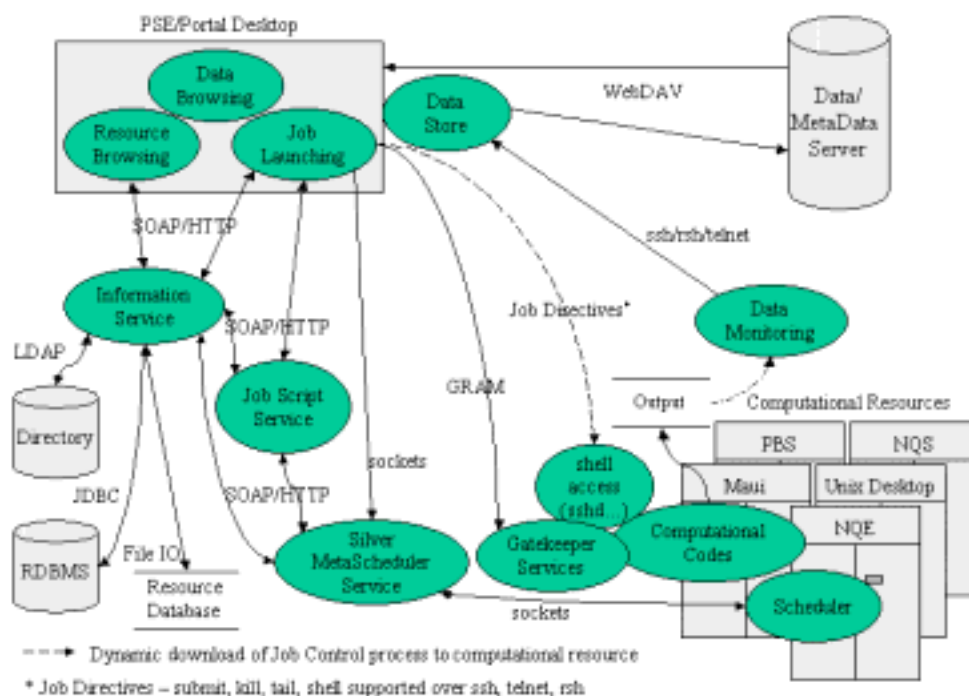 PSE/Portal Desktop
Data
Browsing
Resource
Browsing
Job
Launching
Data
Store
WebDAV
Data/
MetaData
Server
SOAP/HTTP
ssh/rsh/telnet
Information
Service
SOAP/HTTP
Job Directives*
Data
Monitoring
LDAP
Directory
Job Script
Service
GRAM
Output
Computational Resources
PBS
NQS
sockets
shell
access
(sshd...)
Maui
Unix Desktop
JDBC
SOAP/HTTP
NQE
RDBMS
File IO
Silver
MetaScheduler
Service
Gatekeeper
Services
Computational
Codes
Resource
Database
sockets
Scheduler
Dynamic download of Job Control process to computational resource
* Job Directives – submit, kill, tail, shell supported over ssh, telnet, rsh